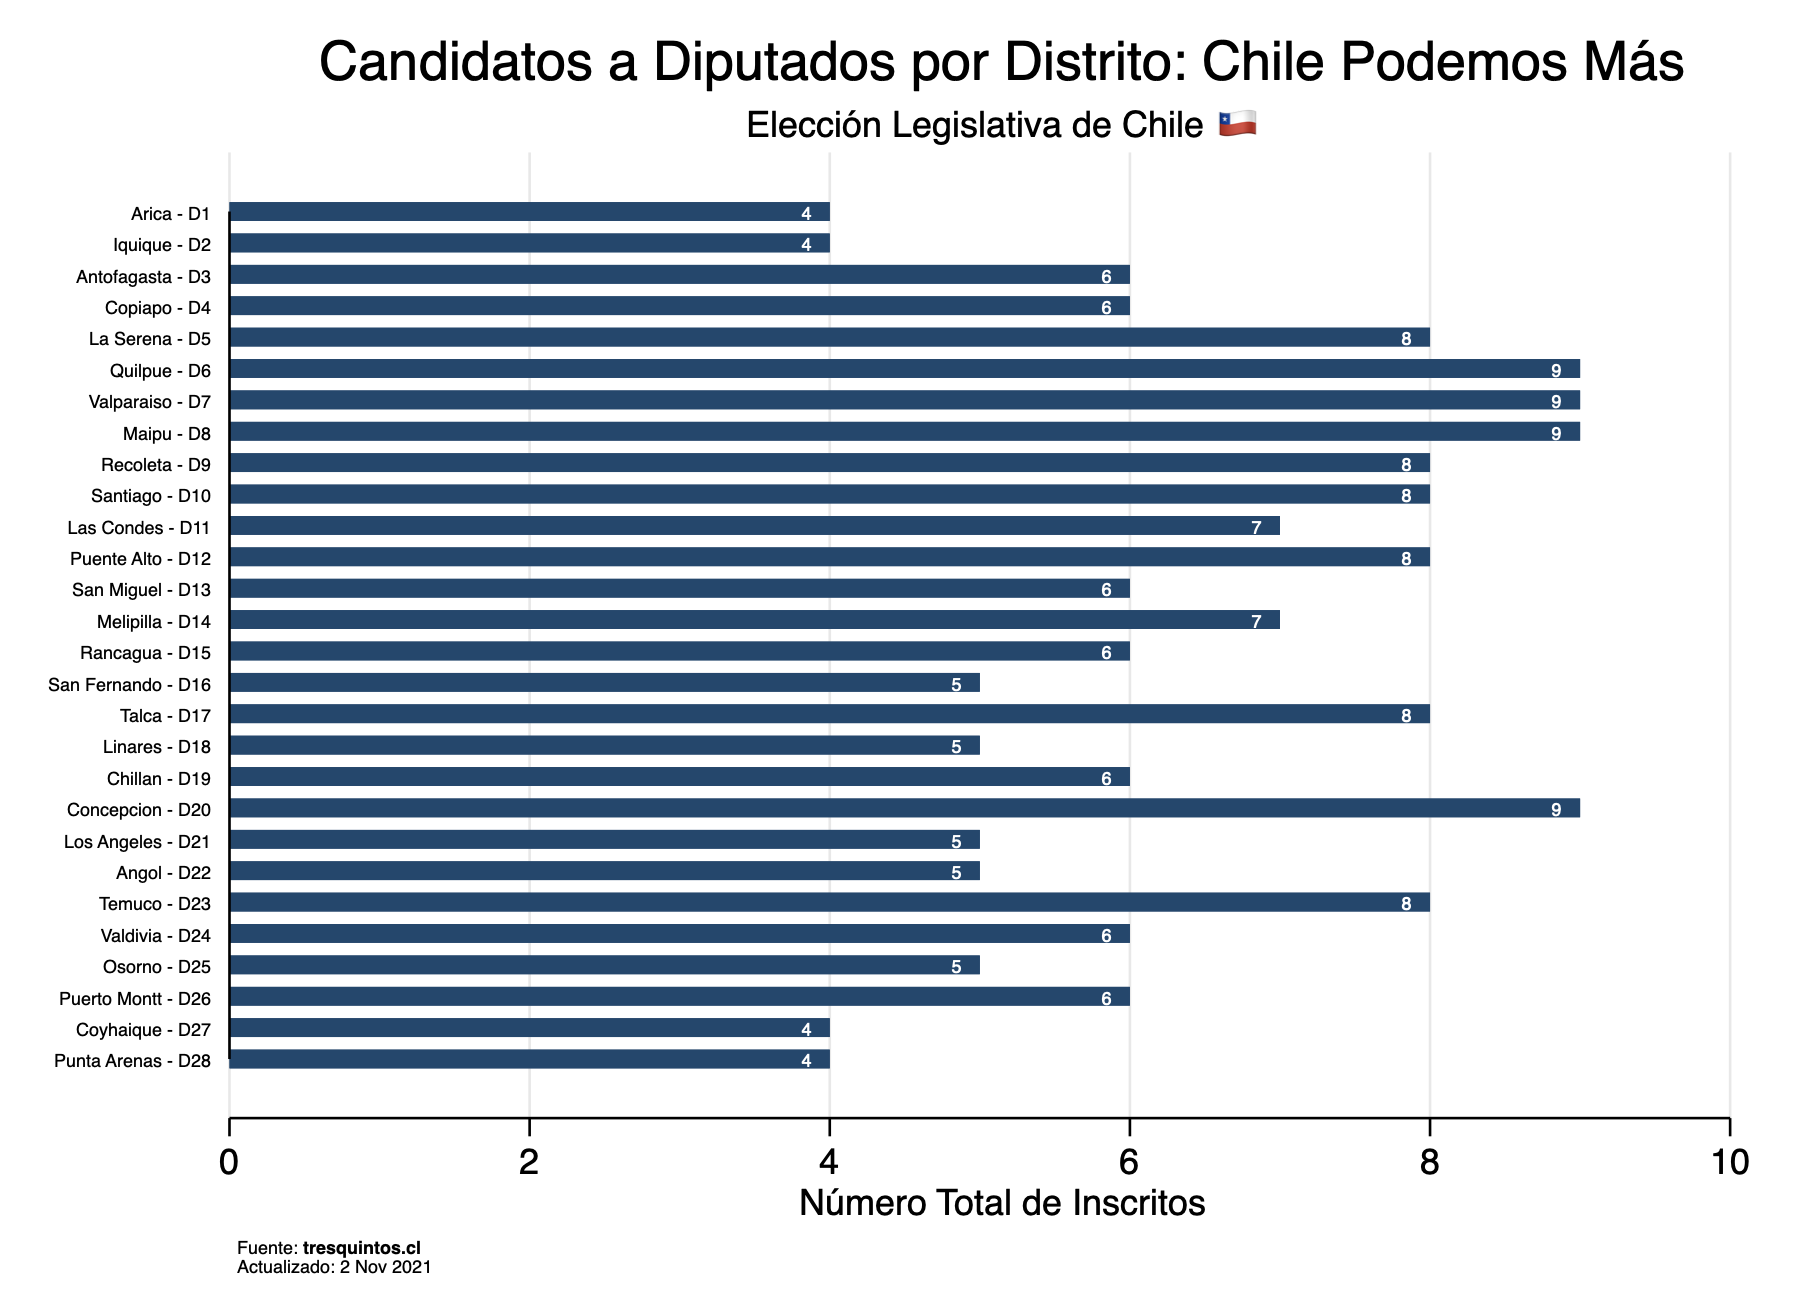 Candidatos a Diputados por Distrito: Chile Podemos Más
Elección Legislativa de Chile 🇨🇱
Arica - D1 4
Iquique - D2 4
Antofagasta - D3 6
Copiapo - D4 6
La Serena - D5 8
Quilpue - D6 9
Valparaiso - D7 9
Maipu - D8 9
Recoleta - D9 8
Santiago - D10 8
Las Condes - D11 7
Puente Alto - D12 8
San Miguel - D13 6
Melipilla - D14 7
Rancagua - D15 6
San Fernando - D16 5
Talca - D17 8
Linares - D18 5
Chillan - D19 6
Concepcion - D20 9
Los Angeles - D21 5
Angol - D22 5
Temuco - D23 8
Valdivia - D24 6
Osorno - D25 5
Puerto Montt - D26 6
Coyhaique - D27 4
Punta Arenas - D28 4
0 2 4 6 8 10
Número Total de Inscritos
Fuente: tresquintos.cl
Actualizado: 2 Nov 2021